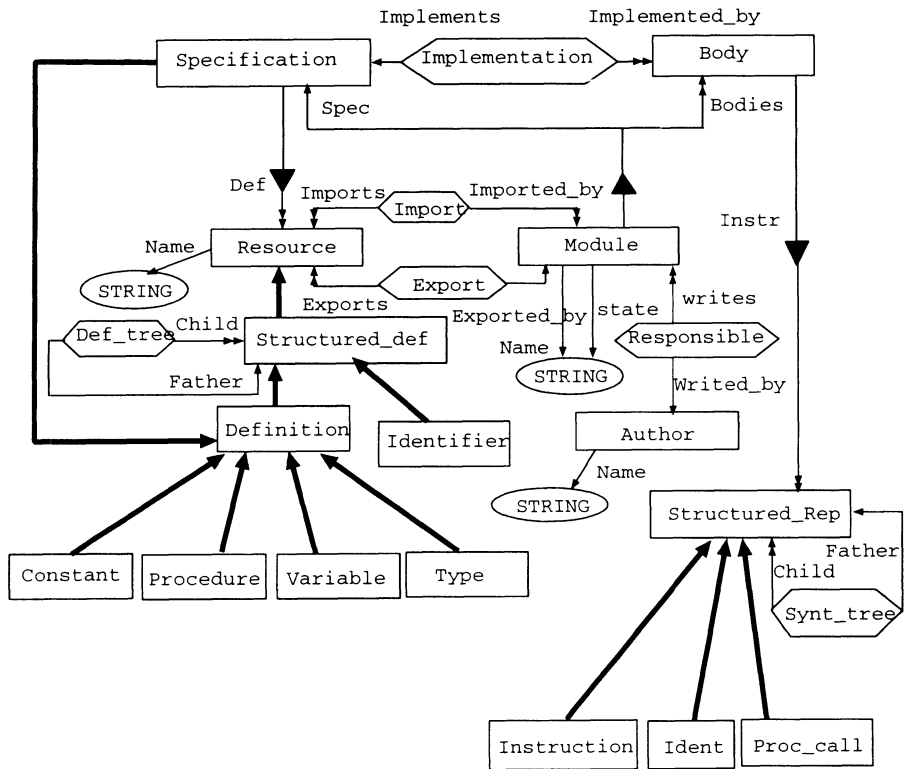 Implements
Implemented_by
Specification
Implementation
Body
Spec
Bodies
Def
Imports
Imported_by
Import
Instr
Name
Resource
Module
STRING
Export
Exports
Exported_by
state
writes
Child
Def_tree
Structured_def
Responsible
Name
STRING
Father
Writed_by
Definition
Identifier
Author
Name
STRING
Structured_Rep
Father
Child
Constant
Procedure
Variable
Type
Synt_tree
Instruction
Ident
Proc_call